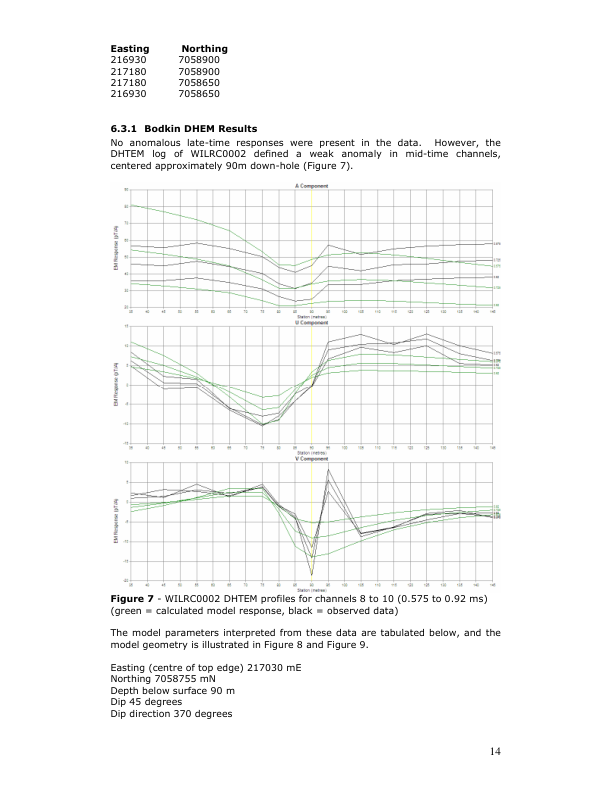 Easting Northing
216930 7058900
217180 7058900
217180 7058650
216930 7058650
6.3.1 Bodkin DHEM Results
No anomalous late-time responses were present in the data. However, the
DHTEM log of WILRC0002 defined a weak anomaly in mid-time channels,
centered approximately 90m down-hole (Figure 7).
A Component
EM Response (pT/A)
Station (metres)
U Component
EM Response (pT/A)
Station (metres)
V Component
EM Response (pT/A)
Station (metres)
Figure 7 - WILRC0002 DHTEM profiles for channels 8 to 10 (0.575 to 0.92 ms)
(green = calculated model response, black = observed data)
The model parameters interpreted from these data are tabulated below, and the
model geometry is illustrated in Figure 8 and Figure 9.
Easting (centre of top edge) 217030 mE
Northing 7058755 mN
Depth below surface 90 m
Dip 45 degrees
Dip direction 370 degrees
14